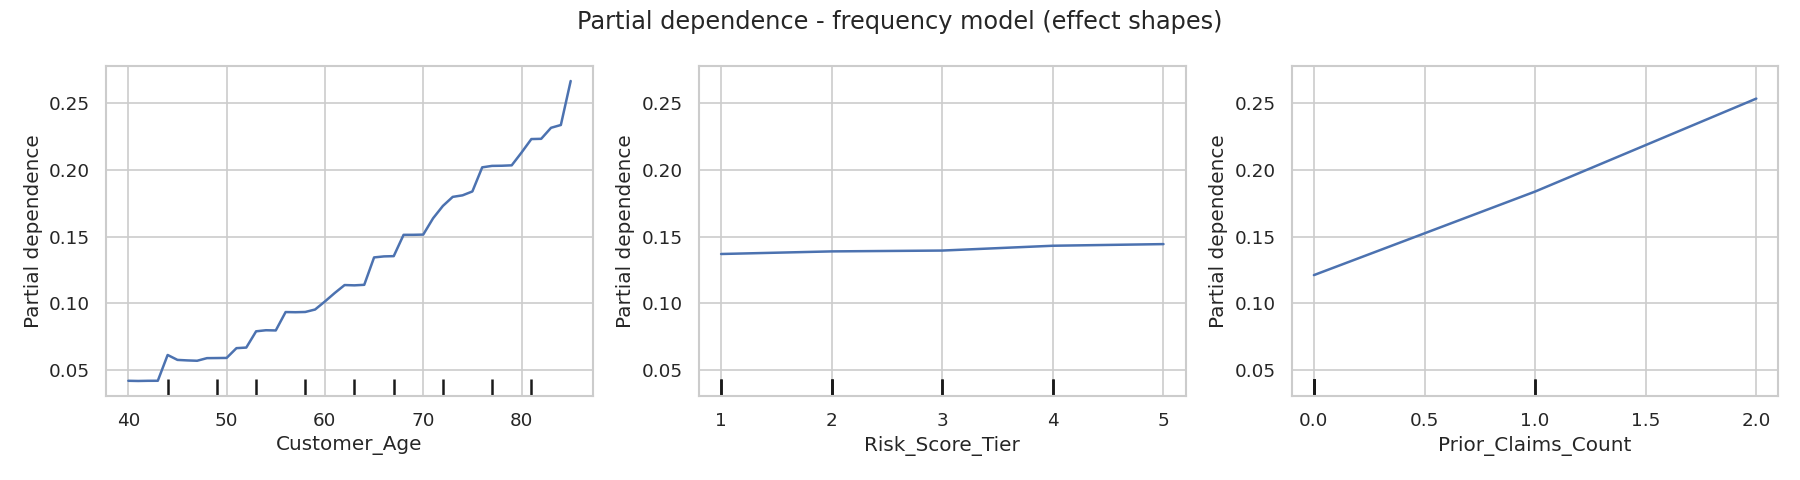 Partial dependence - frequency model (effect shapes)
Partial dependence
0.25
0.20
0.15
0.10
0.05
40 50 60 70 80
Customer_Age
Partial dependence
0.25
0.20
0.15
0.10
0.05
1 2 3 4 5
Risk_Score_Tier
Partial dependence
0.25
0.20
0.15
0.10
0.05
0.0 0.5 1.0 1.5 2.0
Prior_Claims_Count